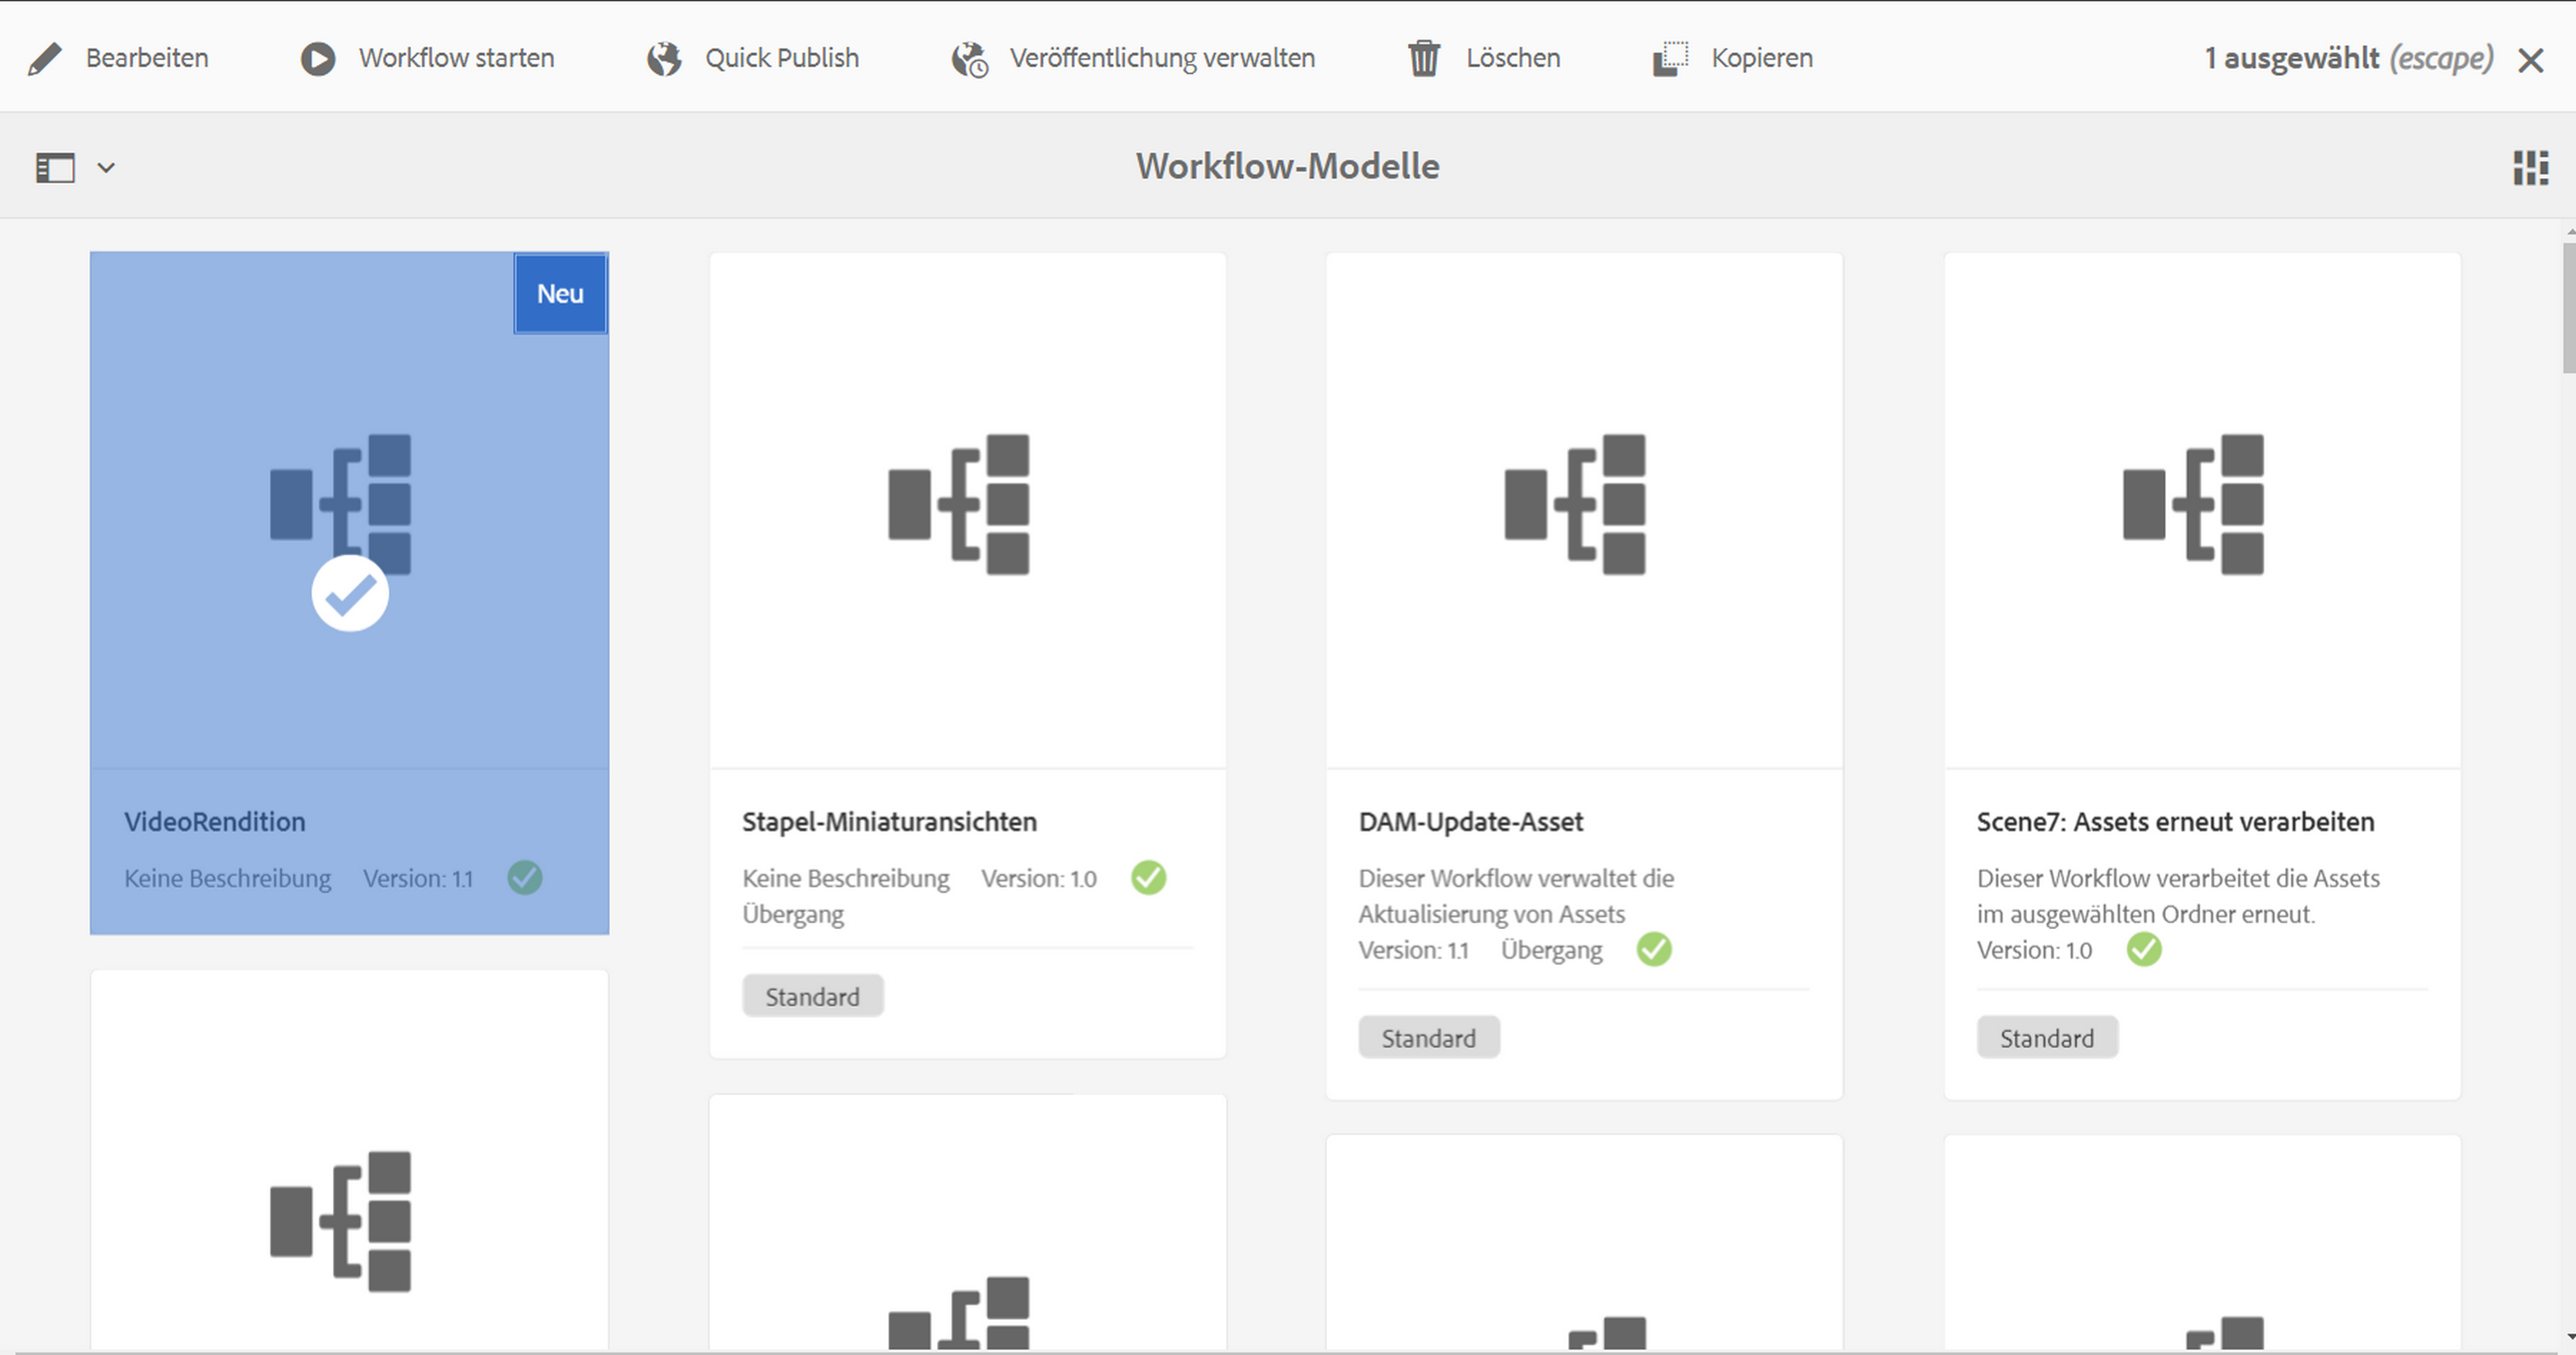 Bearbeiten Workflow starten Quick Publish Veröffentlichung verwalten Löschen Kopieren 1 ausgewählt (escape)
Workflow-Modelle
Neu
VideoRendition
Keine Beschreibung Version: 1.1
Stapel-Miniaturansichten
Keine Beschreibung Version: 1.0
Übergang
Standard
DAM-Update-Asset
Dieser Workflow verwaltet die
Aktualisierung von Assets
Version: 1.1 Übergang
Standard
Scene7: Assets erneut verarbeiten
Dieser Workflow verarbeitet die Assets
im ausgewählten Ordner erneut.
Version: 1.0
Standard